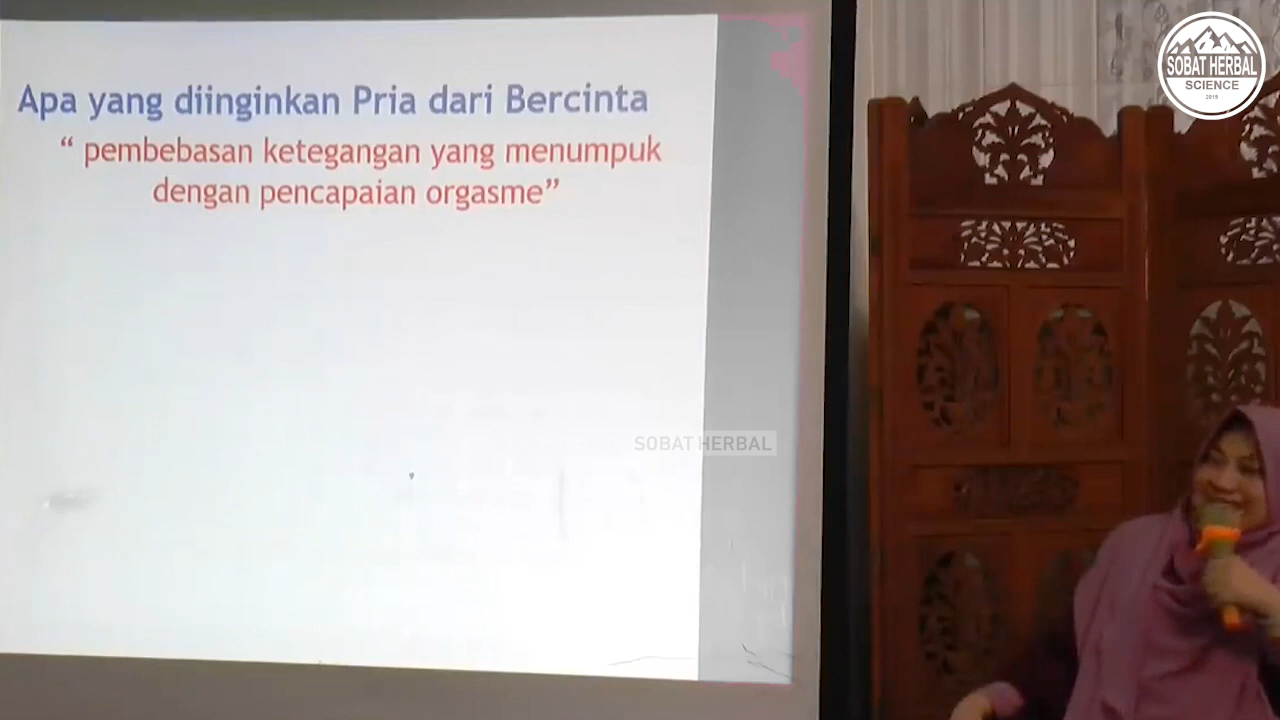 Apa yang diinginkan Pria dari Bercinta
“ pembebasan ketegangan yang menumpuk
dengan pencapaian orgasme”
SOBAT HERBAL
SCIENCE
2019
SOBAT HERBAL